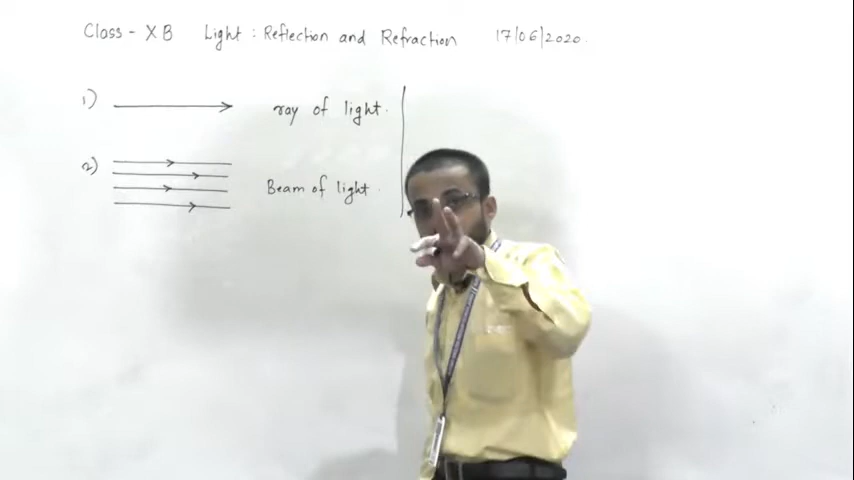 Class - X B Light : Reflection and Refraction 17/06/2020.
1) ray of light.
2) Beam of light.